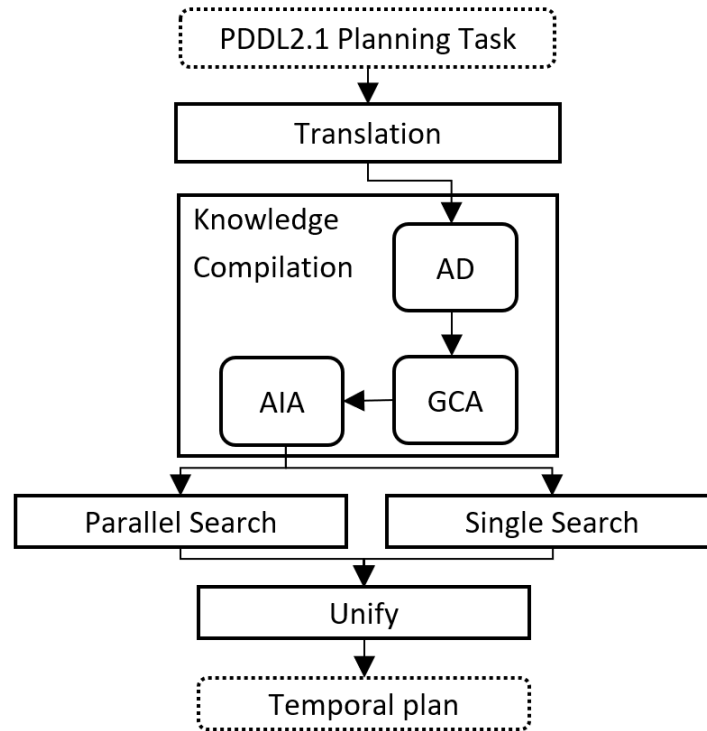 PDDL2.1 Planning Task
Translation
Knowledge
Compilation
AD
GCA
AIA
Parallel Search
Single Search
Unify
Temporal plan